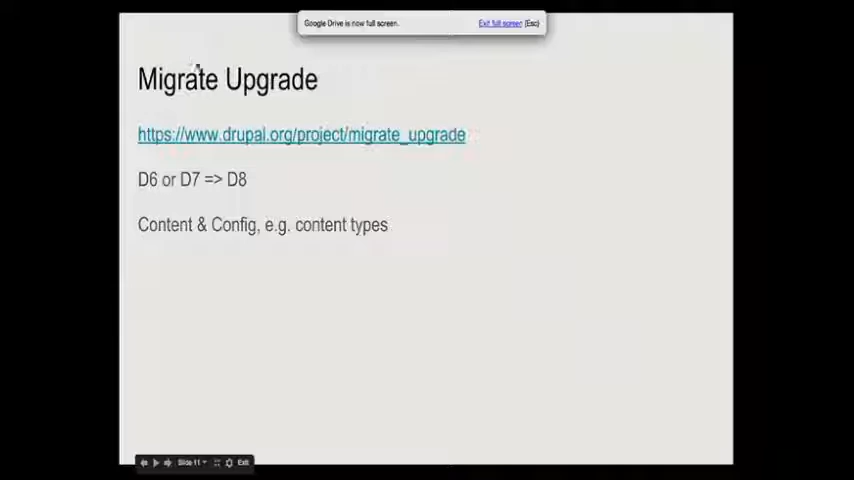 Google Drive is now full screen. Exit full screen (Esc)
Migrate Upgrade
https://www.drupal.org/project/migrate_upgrade
D6 or D7 => D8
Content & Config, e.g. content types
Slide 11 Exit